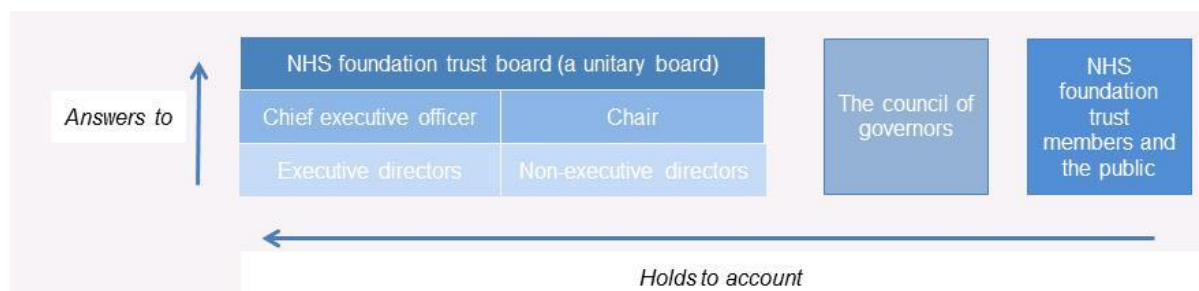 Answers to
NHS foundation trust board (a unitary board)
Chief executive officer
Chair
Executive directors
Non-executive directors
The council of
governors
NHS
foundation
trust
members and
the public
Holds to account